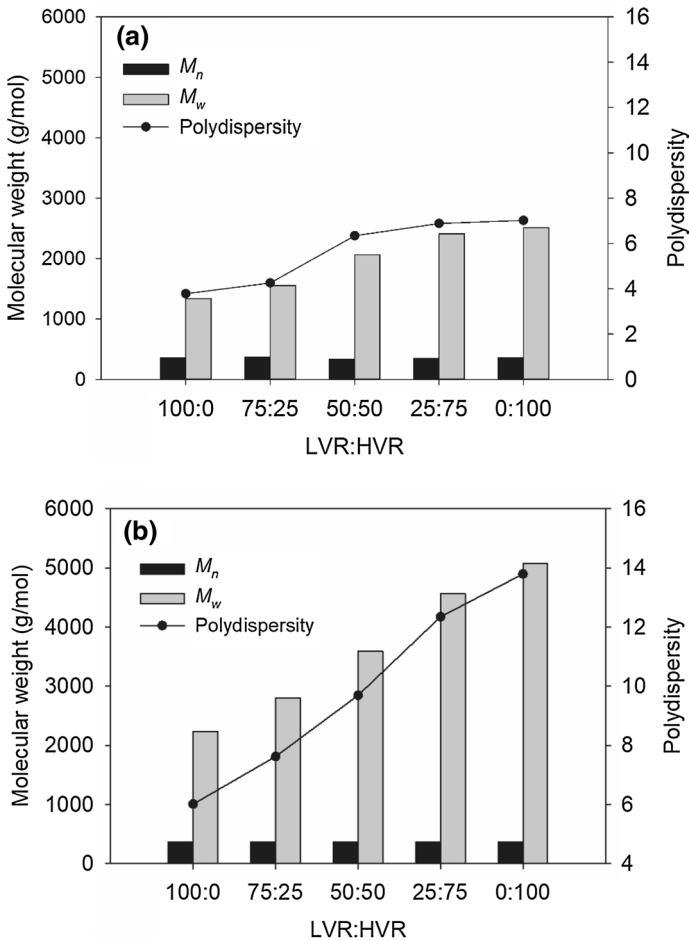 (a)
Mn
Mw
Polydispersity
Molecular weight (g/mol)
6000
5000
4000
3000
2000
1000
0
16
14
12
10
8
6
4
2
0
Polydispersity
100:0 75:25 50:50 25:75 0:100
LVR:HVR
(b)
Mn
Mw
Polydispersity
Molecular weight (g/mol)
6000
5000
4000
3000
2000
1000
0
16
14
12
10
8
6
4
Polydispersity
100:0 75:25 50:50 25:75 0:100
LVR:HVR